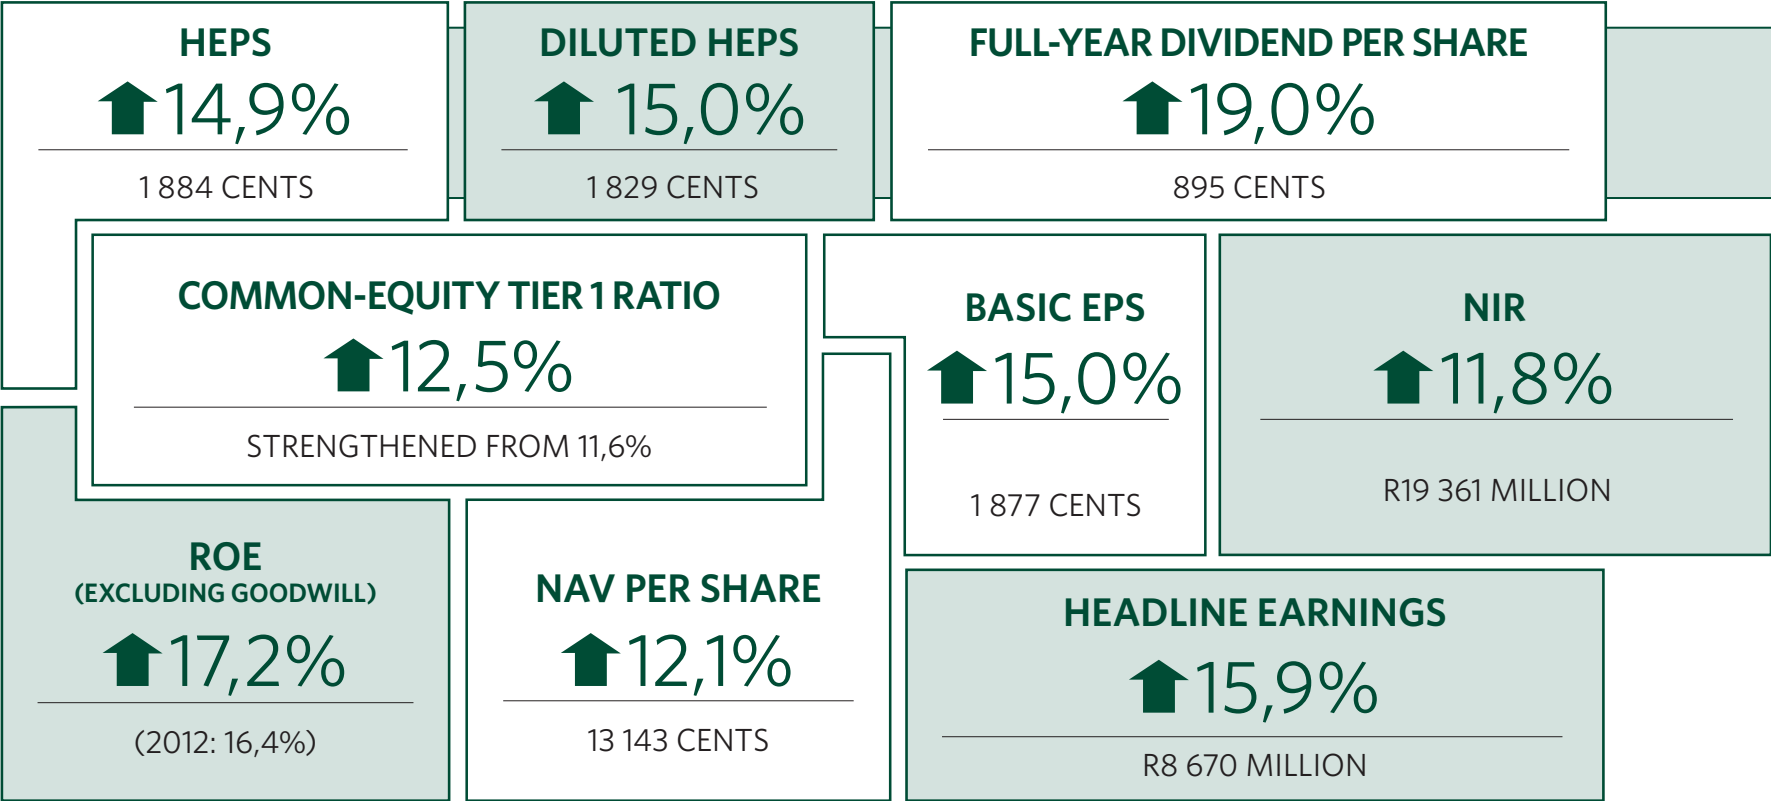 HEPS
14,9%
1 884 CENTS
DILUTED HEPS
15,0%
1 829 CENTS
FULL-YEAR DIVIDEND PER SHARE
19,0%
895 CENTS
COMMON-EQUITY TIER 1 RATIO
12,5%
STRENGTHENED FROM 11,6%
BASIC EPS
15,0%
1 877 CENTS
NIR
11,8%
R19 361 MILLION
ROE
(EXCLUDING GOODWILL)
17,2%
(2012: 16,4%)
NAV PER SHARE
12,1%
13 143 CENTS
HEADLINE EARNINGS
15,9%
R8 670 MILLION